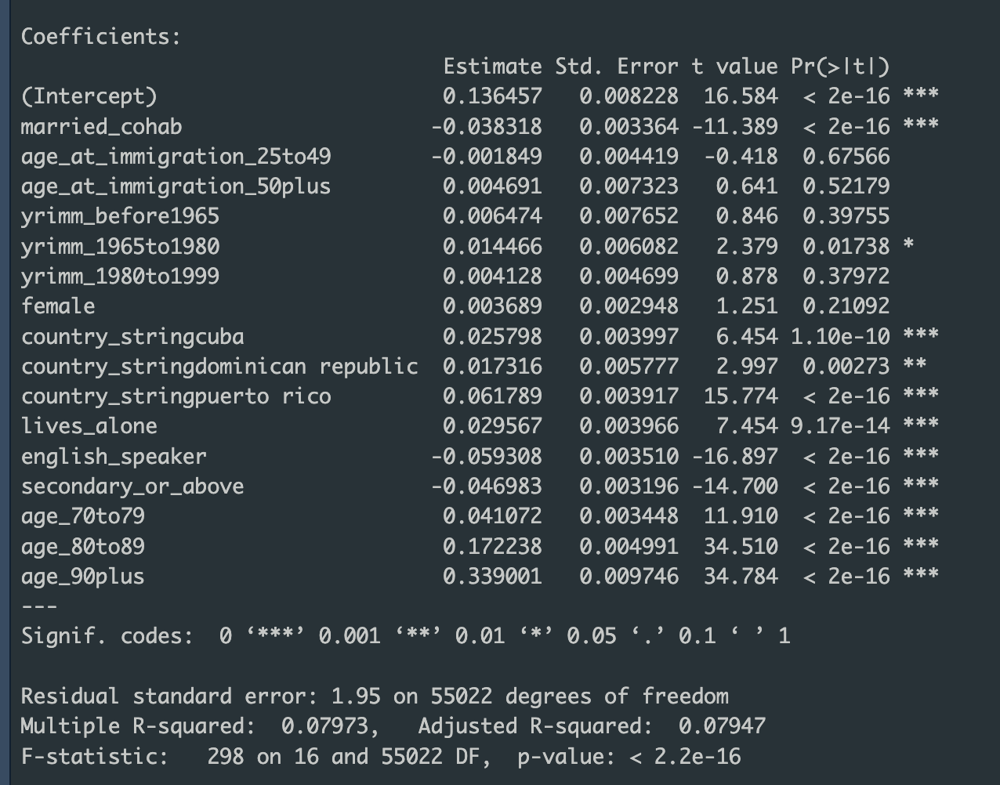 Coefficients:
Estimate Std. Error t value Pr(>|t|)
(Intercept) 0.136457 0.008228 16.584 < 2e-16 ***
married_cohab -0.038318 0.003364 -11.389 < 2e-16 ***
age_at_immigration_25to49 -0.001849 0.004419 -0.418 0.67566
age_at_immigration_50plus 0.004691 0.007323 0.641 0.52179
yrimm_before1965 0.006474 0.007652 0.846 0.39755
yrimm_1965to1980 0.014466 0.006082 2.379 0.01738 *
yrimm_1980to1999 0.004128 0.004699 0.878 0.37972
female 0.003689 0.002948 1.251 0.21092
country_stringcuba 0.025798 0.003997 6.454 1.10e-10 ***
country_stringdominican republic 0.017316 0.005777 2.997 0.00273 **
country_stringpuerto rico 0.061789 0.003917 15.774 < 2e-16 ***
lives_alone 0.029567 0.003966 7.454 9.17e-14 ***
english_speaker -0.059308 0.003510 -16.897 < 2e-16 ***
secondary_or_above -0.046983 0.003196 -14.700 < 2e-16 ***
age_70to79 0.041072 0.003448 11.910 < 2e-16 ***
age_80to89 0.172238 0.004991 34.510 < 2e-16 ***
age_90plus 0.339001 0.009746 34.784 < 2e-16 ***
---
Signif. codes: 0 ‘***’ 0.001 ‘**’ 0.01 ‘*’ 0.05 ‘.’ 0.1 ‘ ’ 1
Residual standard error: 1.95 on 55022 degrees of freedom
Multiple R-squared: 0.07973, Adjusted R-squared: 0.07947
F-statistic: 298 on 16 and 55022 DF, p-value: < 2.2e-16